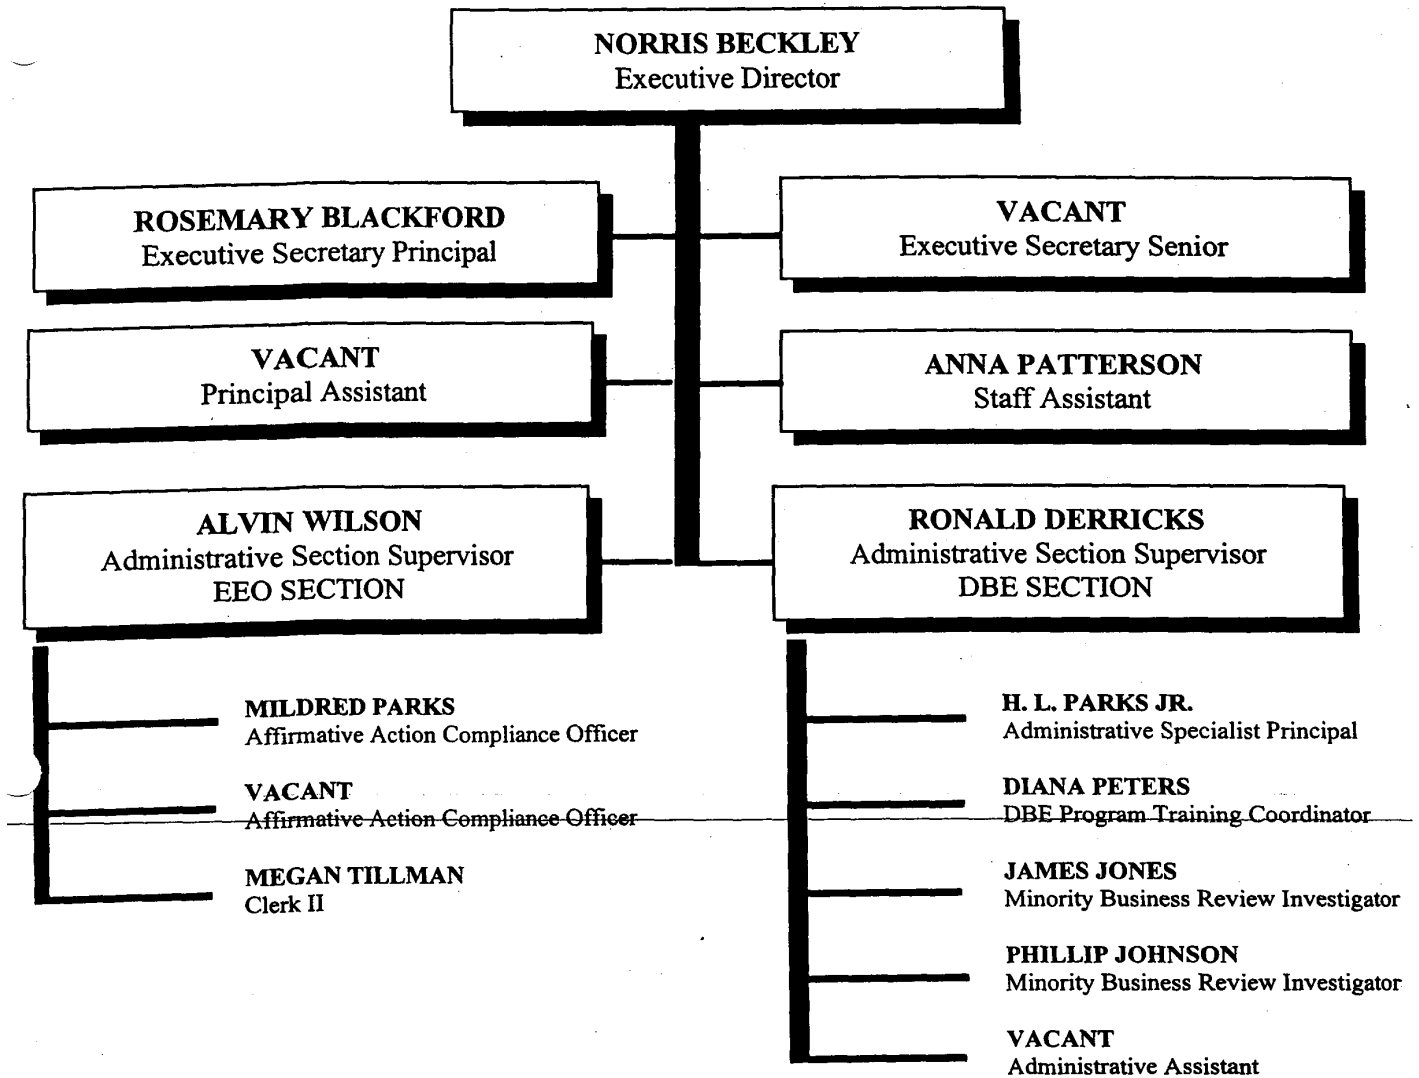 NORRIS BECKLEY
Executive Director
ROSEMARY BLACKFORD
Executive Secretary Principal
VACANT
Executive Secretary Senior
VACANT
Principal Assistant
ANNA PATTERSON
Staff Assistant
ALVIN WILSON
Administrative Section Supervisor
EEO SECTION
RONALD DERRICKS
Administrative Section Supervisor
DBE SECTION
MILDRED PARKS
Affirmative Action Compliance Officer
VACANT
Affirmative Action Compliance Officer
MEGAN TILLMAN
Clerk II
H. L. PARKS JR.
Administrative Specialist Principal
DIANA PETERS
DBE Program Training Coordinator
JAMES JONES
Minority Business Review Investigator
PHILLIP JOHNSON
Minority Business Review Investigator
VACANT
Administrative Assistant